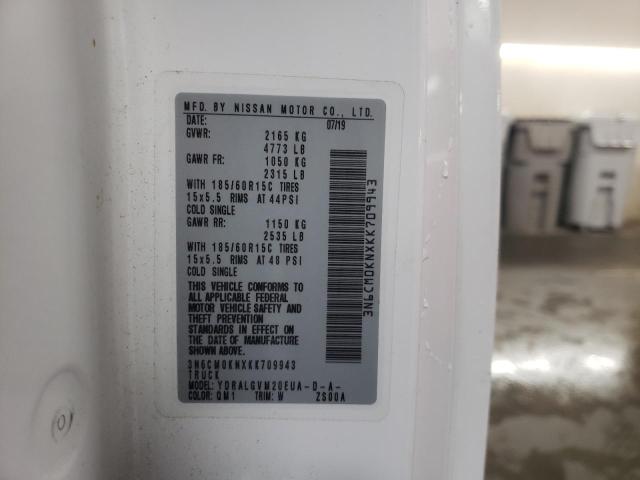 MFD. BY NISSAN MOTOR CO., LTD.
DATE: 07/19
GVWR: 2165 KG
4773 LB
GAWR FR: 1050 KG
2315 LB
WITH 185/60R15C TIRES
15x5.5 RIMS AT 44PSI
COLD SINGLE
GAWR RR: 1150 KG
2535 LB
WITH 185/60R15C TIRES
15x5.5 RIMS AT 48 PSI
COLD SINGLE
THIS VEHICLE CONFORMS TO
ALL APPLICABLE FEDERAL
MOTOR VEHICLE SAFETY AND
THEFT PREVENTION
STANDARDS IN EFFECT ON
THE DATE OF MANUFACTURE
SHOWN ABOVE.
3N6CM0KNXKK709943
TRUCK
MODEL: YDRALGVM20EUA-D-A-
COLOR: QM1 TRIM: W ZS00A
3N6CM0KNXKK709943